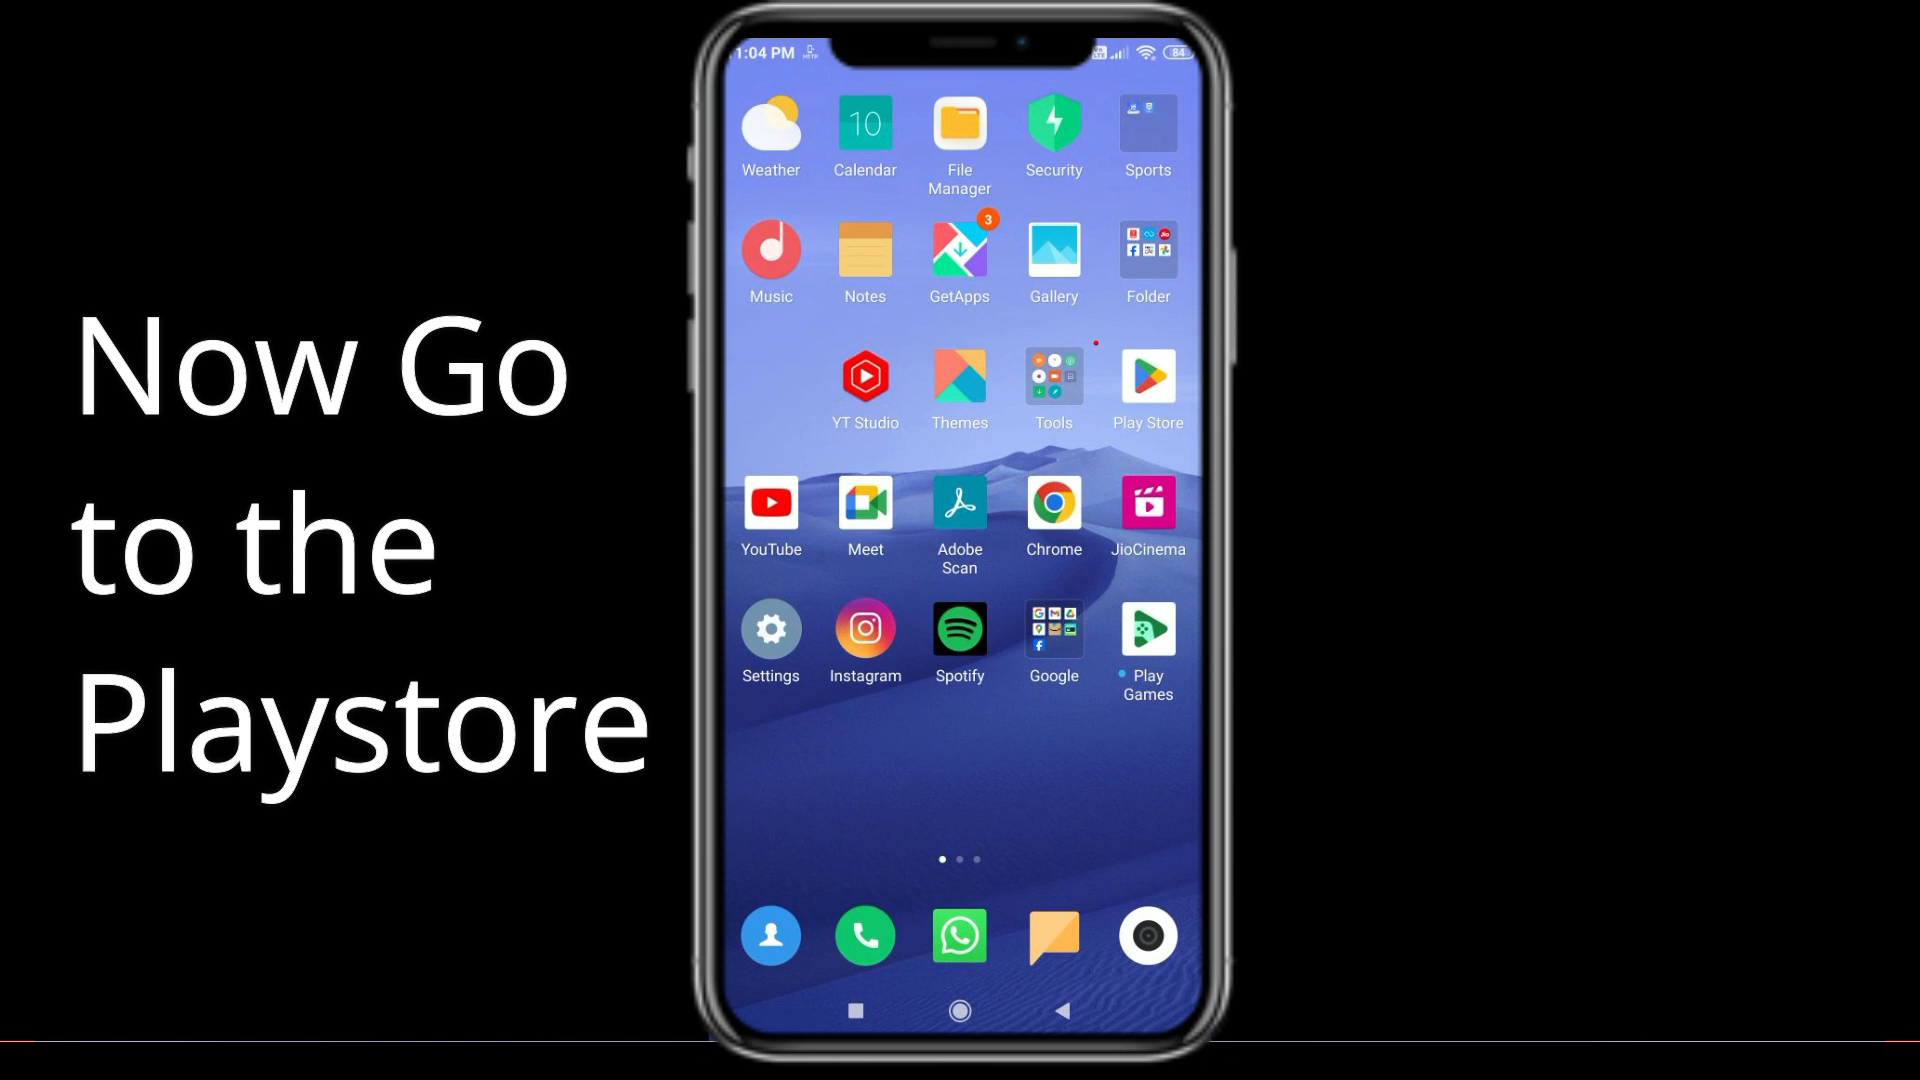 Now Go
to the
Playstore
1:04 PM
HTTP
84
Weather
Calendar
10
File
Manager
Security
Sports
Music
Notes
3
GetApps
Gallery
Folder
YT Studio
Themes
Tools
Play Store
YouTube
Meet
Adobe
Scan
Chrome
JioCinema
Settings
Instagram
Spotify
Google
Play
Games